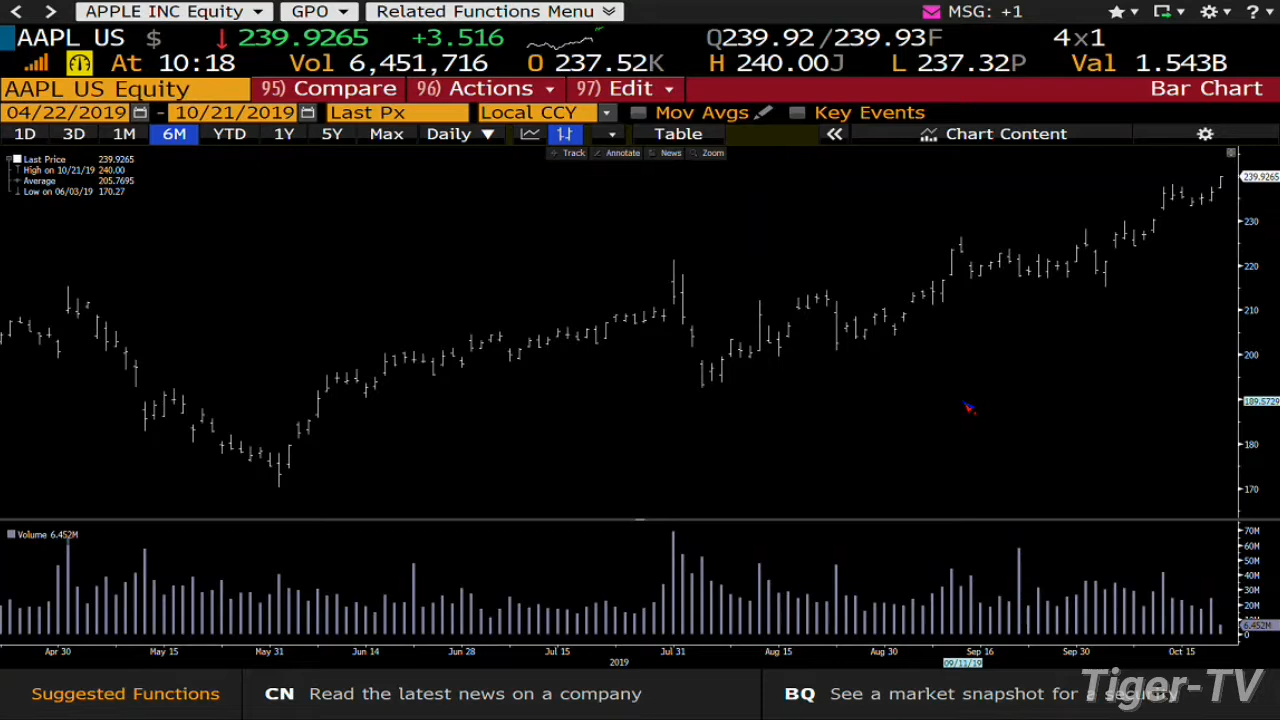 APPLE INC Equity GPO Related Functions Menu MSG: +1
AAPL US $ 239.9265 +3.516 Q239.92/239.93F 4x1
At 10:18 Vol 6,451,716 O 237.52K H 240.00J L 237.32P Val 1.543B
AAPL US Equity 95) Compare 96) Actions 97) Edit Bar Chart
04/22/2019 - 10/21/2019 Last Px Local CCY Mov Avgs Key Events
1D 3D 1M 6M YTD 1Y 5Y Max Daily Table Chart Content
Track Annotate News Zoom
Last Price 239.9265
High on 10/21/19 240.00
Average 205.7695
Low on 06/03/19 170.27
239.9265
230
220
210
200
189.5729
180
170
Volume 6.452M
70M
60M
50M
40M
30M
20M
6.452M
0
Apr 30 May 15 May 31 Jun 14 Jun 28 Jul 15 Jul 31 Aug 15 Aug 30 Sep 16 Sep 30 Oct 15
2019 09/11/19
Suggested Functions CN Read the latest news on a company BQ See a market snapshot for a security
Tiger-TV